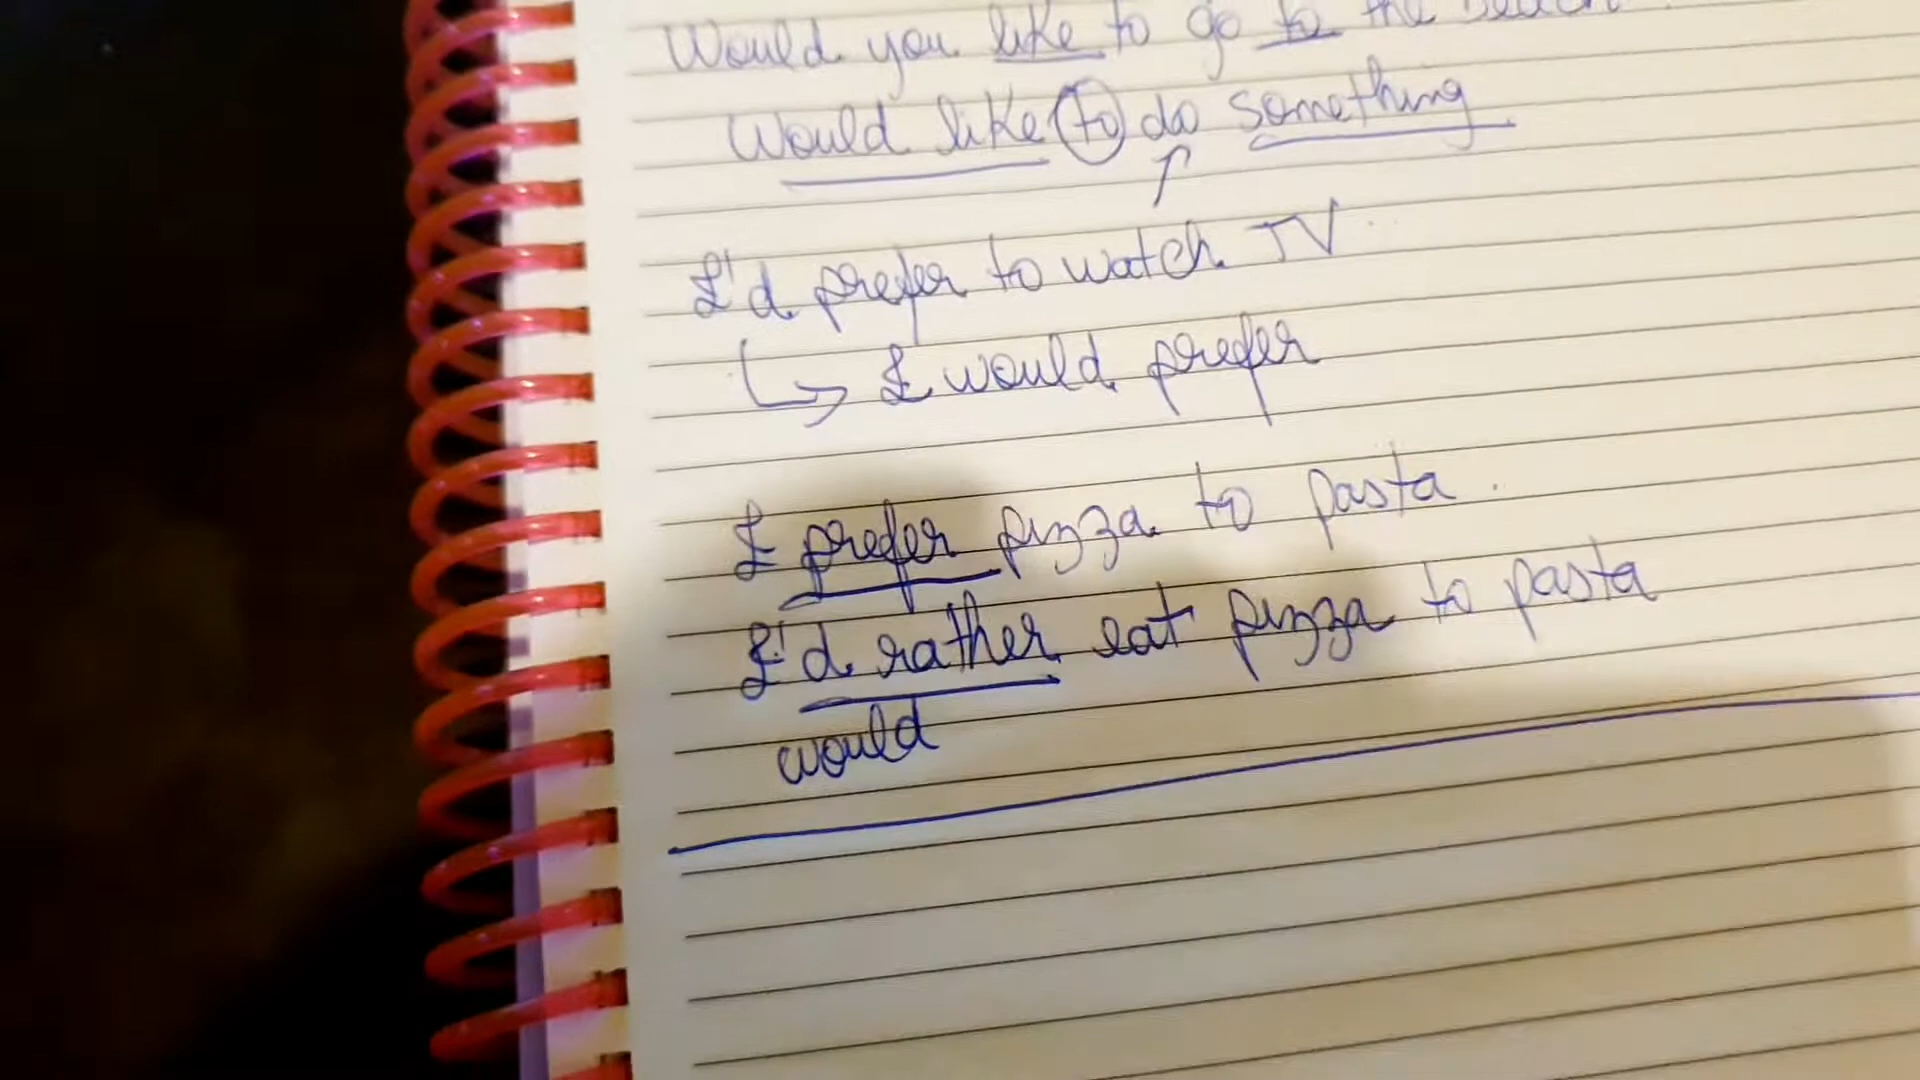 Would you like to go to the beach
Would like to do something
I'd prefer to watch TV
I would prefer
I prefer pizza to pasta.
I'd rather eat pizza to pasta
would